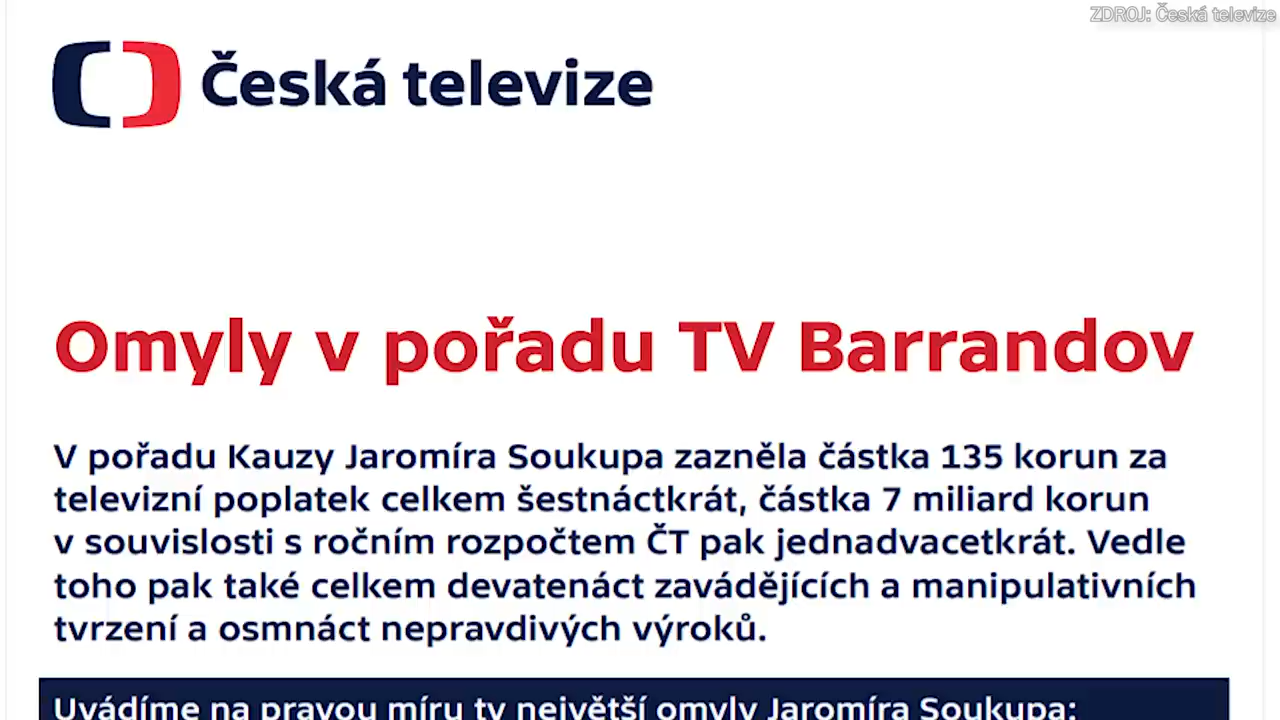 ZDROJ: Česká televize
Česká televize
Omyly v pořadu TV Barrandov
V pořadu Kauzy Jaromíra Soukupa zazněla částka 135 korun za
televizní poplatek celkem šestnáctkrát, částka 7 miliard korun
v souvislosti s ročním rozpočtem ČT pak jednadvacetkrát. Vedle
toho pak také celkem devatenáct zavádějících a manipulativních
tvrzení a osmnáct nepravdivých výroků.
Uvádíme na pravou míru ty největší omyly Jaromíra Soukupa: